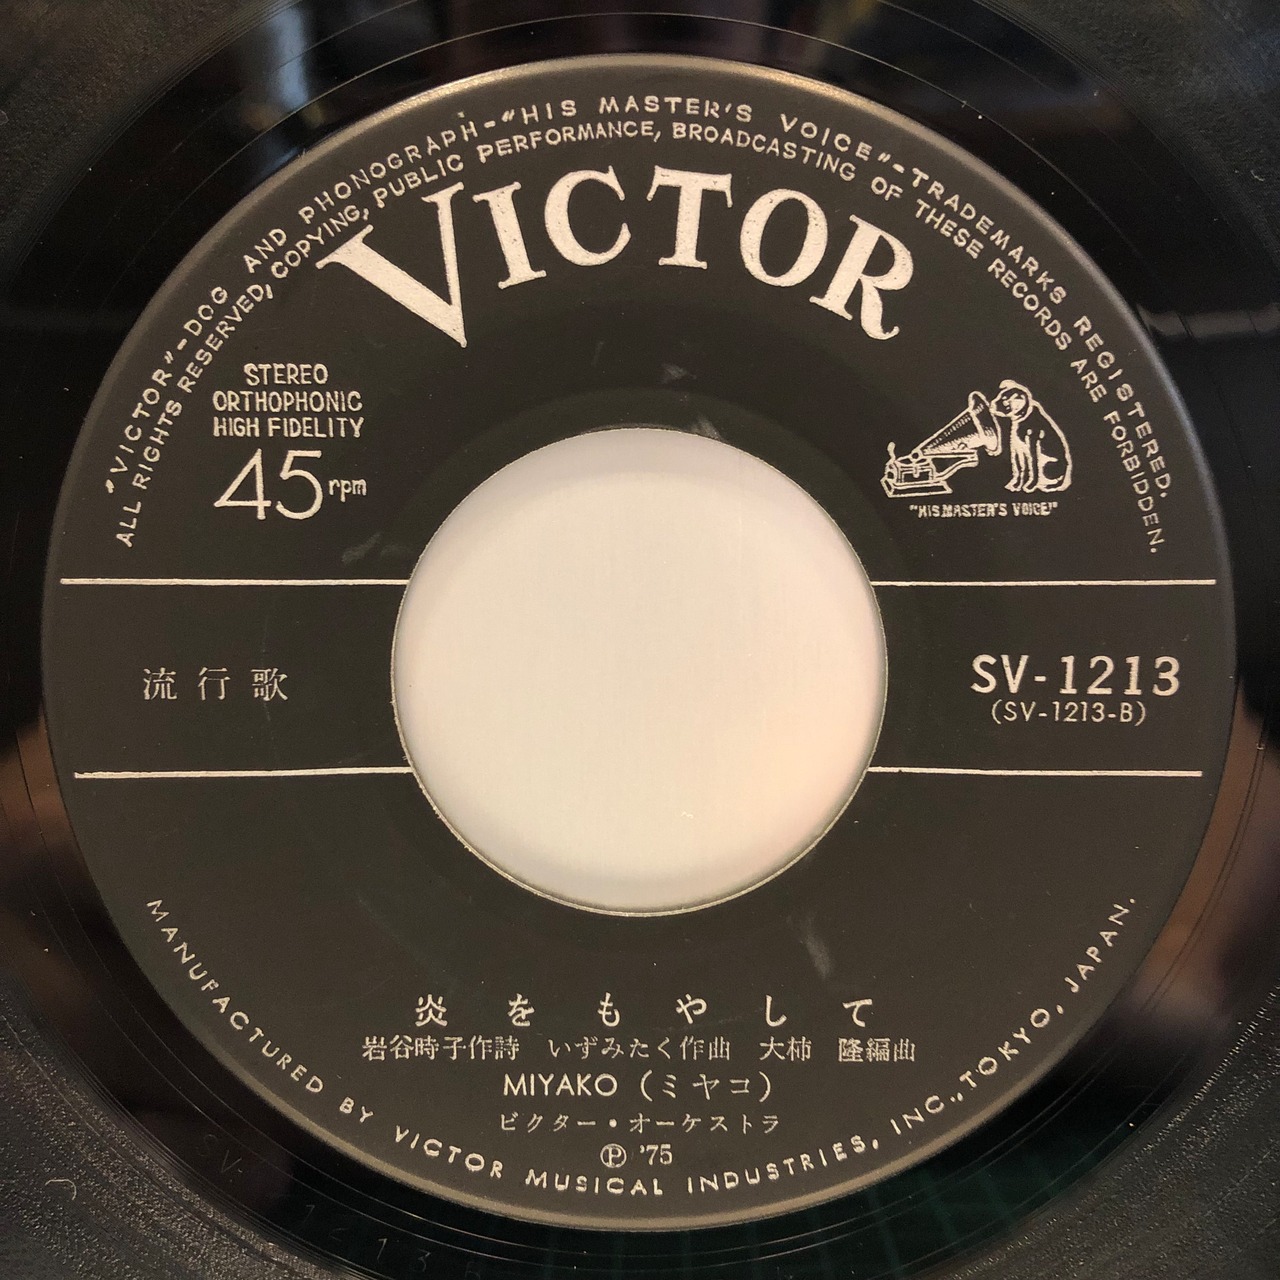 "VICTOR"-DOG AND PHONOGRAPH-"HIS MASTER'S VOICE"-TRADEMARKS REGISTERED.
ALL RIGHTS RESERVED, COPYING, PUBLIC PERFORMANCE, BROADCASTING OF THESE RECORDS ARE FORBIDDEN.
VICTOR
STEREO
ORTHOPHONIC
HIGH FIDELITY
45 rpm
"HIS MASTER'S VOICE"
流行歌
SV-1213
(SV-1213-B)
炎をもやして
岩谷時子作詩 いずみたく作曲 大柿 隆編曲
MIYAKO (ミヤコ)
ビクター・オーケストラ
Ⓟ '75
MANUFACTURED BY VICTOR MUSICAL INDUSTRIES, INC., TOKYO, JAPAN.